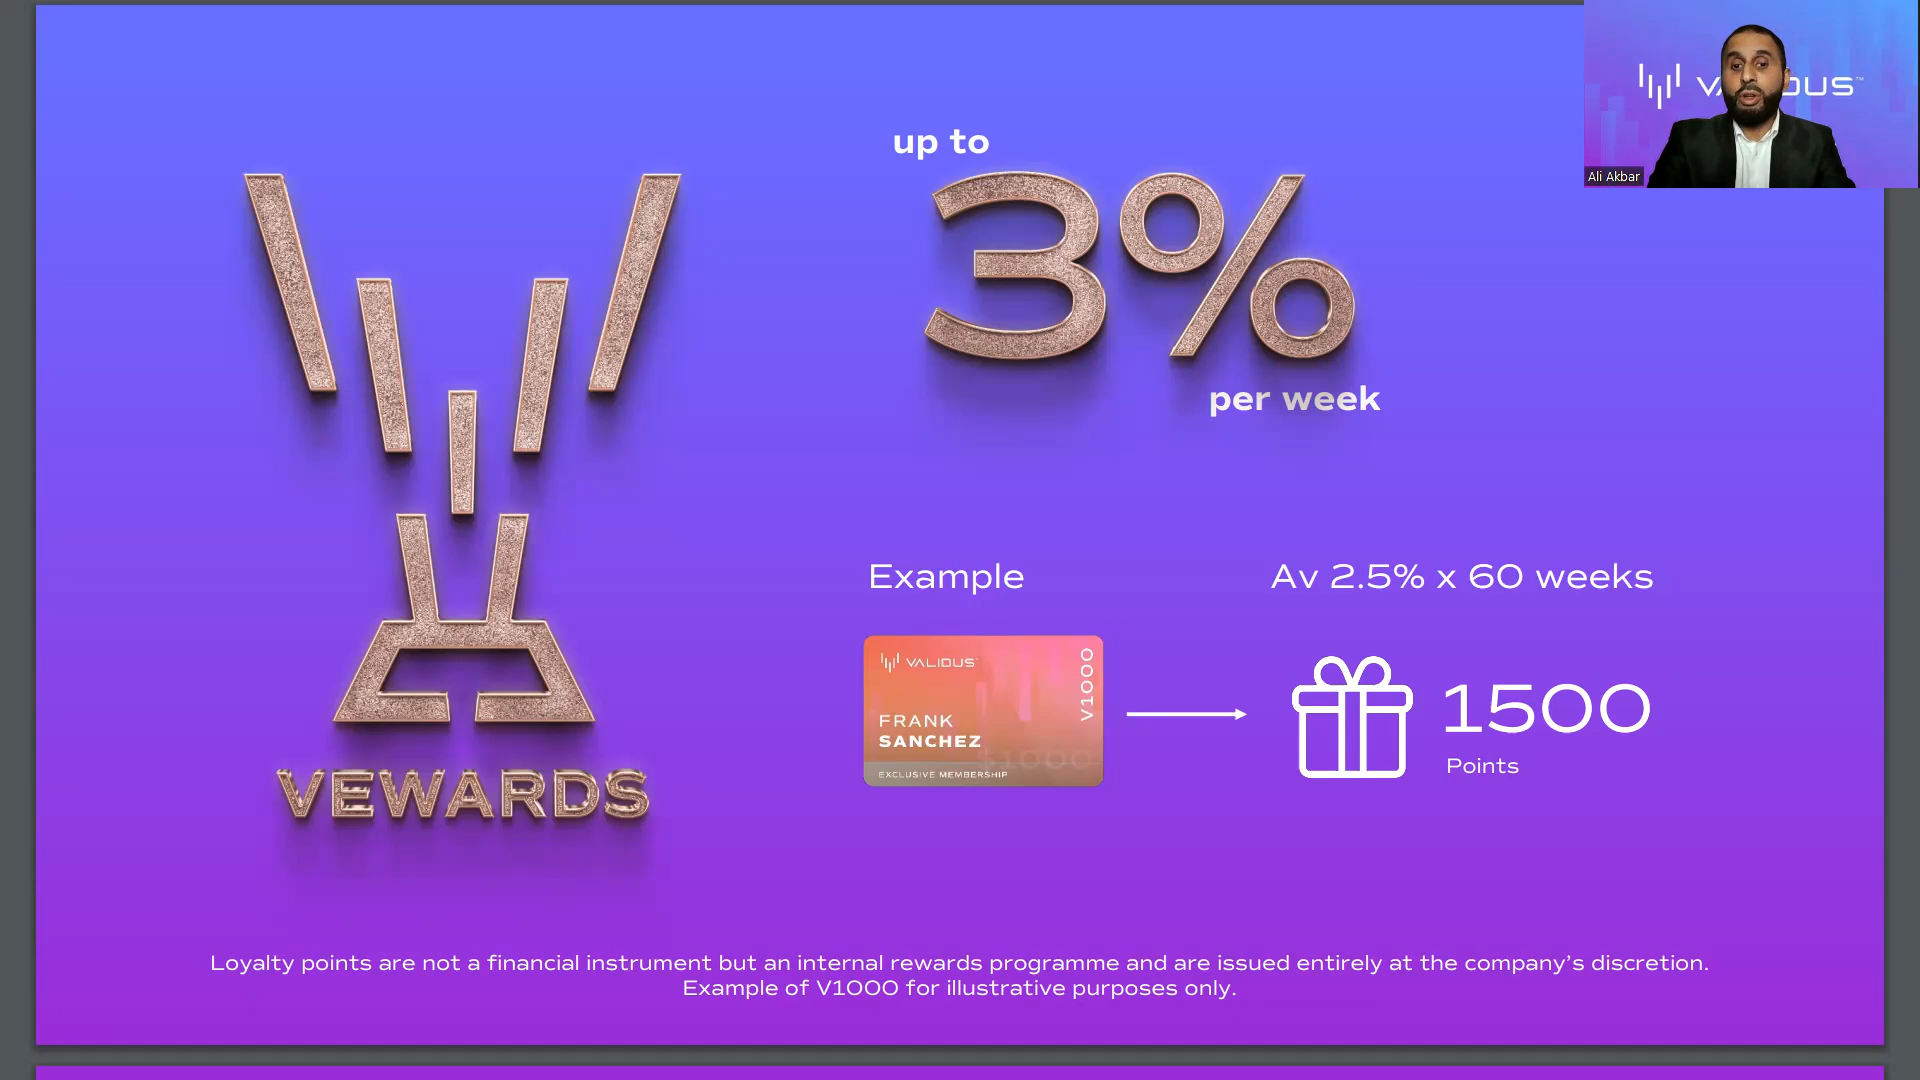 up to
3%
per week
VALIDUS™
Ali Akbar
VEWARDS
Example
Av 2.5% x 60 weeks
VALIDUS
V1000
FRANK
SANCHEZ
$1000
EXCLUSIVE MEMBERSHIP
1500
Points
Loyalty points are not a financial instrument but an internal rewards programme and are issued entirely at the company's discretion.
Example of V1000 for illustrative purposes only.